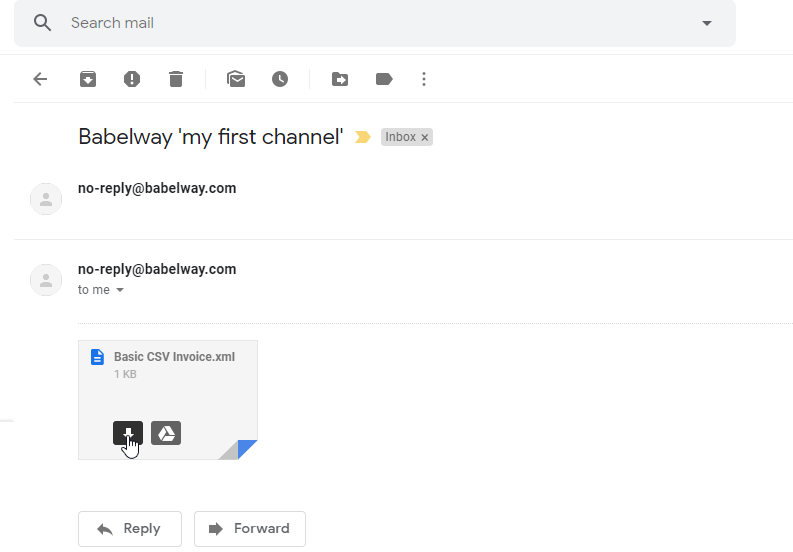 Search mail
Babelway 'my first channel' Inbox ×
no-reply@babelway.com
no-reply@babelway.com
to me
Basic CSV Invoice.xml
1 KB
Reply Forward